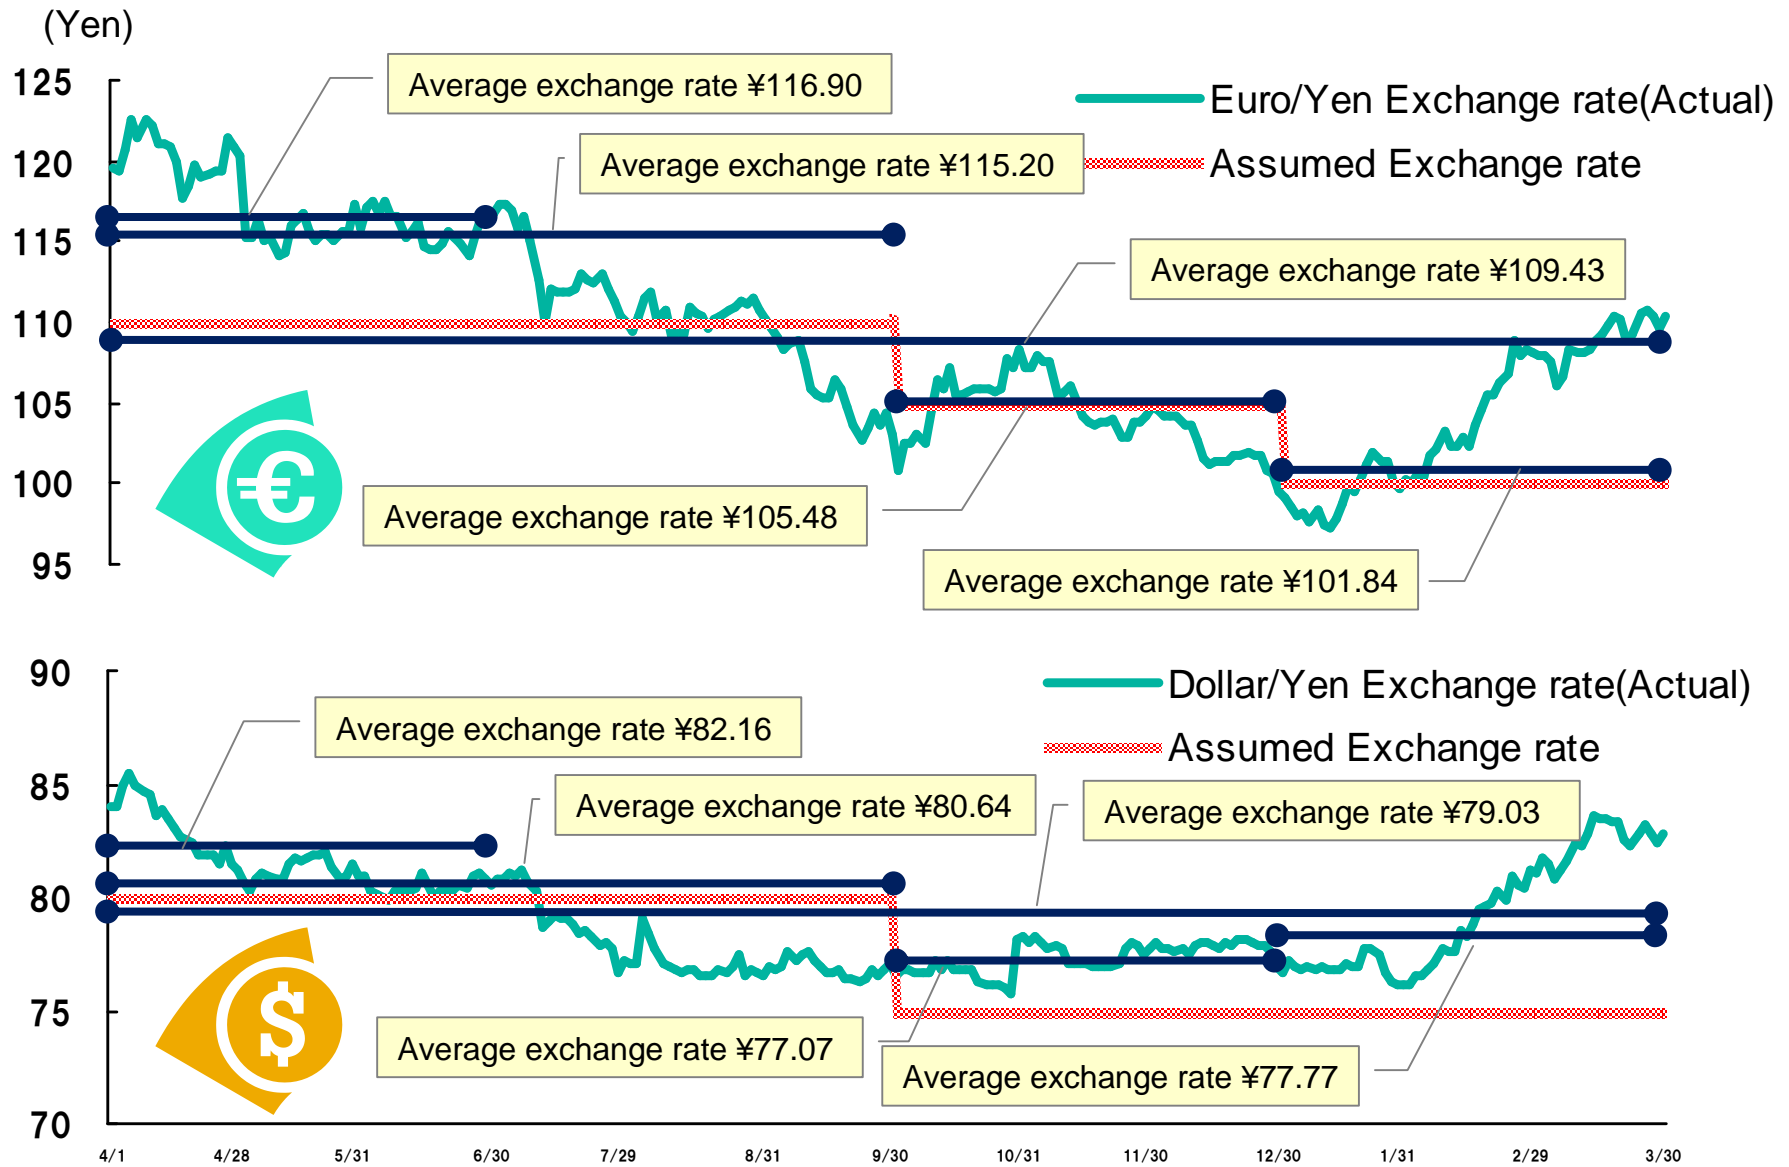 (Yen)
Average exchange rate ¥116.90
Euro/Yen Exchange rate(Actual)
Average exchange rate ¥115.20
Assumed Exchange rate
Average exchange rate ¥109.43
Average exchange rate ¥105.48
Average exchange rate ¥101.84
125
120
115
110
105
100
95
€
Dollar/Yen Exchange rate(Actual)
Average exchange rate ¥82.16
Assumed Exchange rate
Average exchange rate ¥80.64
Average exchange rate ¥79.03
Average exchange rate ¥77.07
Average exchange rate ¥77.77
90
85
80
75
70
$
4/1 4/28 5/31 6/30 7/29 8/31 9/30 10/31 11/30 12/30 1/31 2/29 3/30